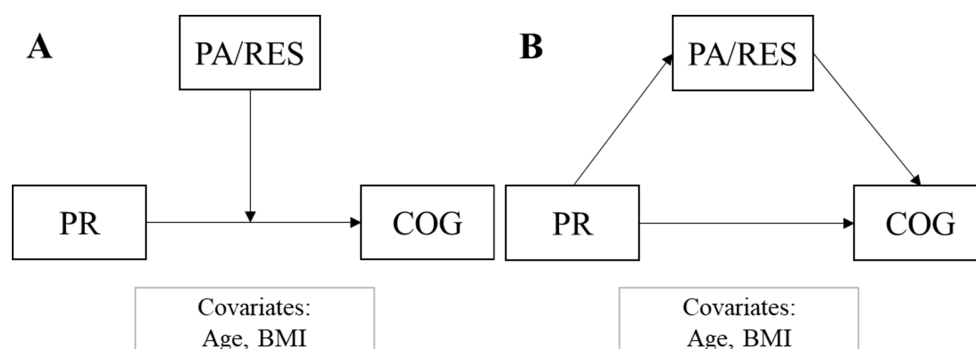 A
PA/RES
PR
COG
Covariates:
Age, BMI
B
PA/RES
PR
COG
Covariates:
Age, BMI